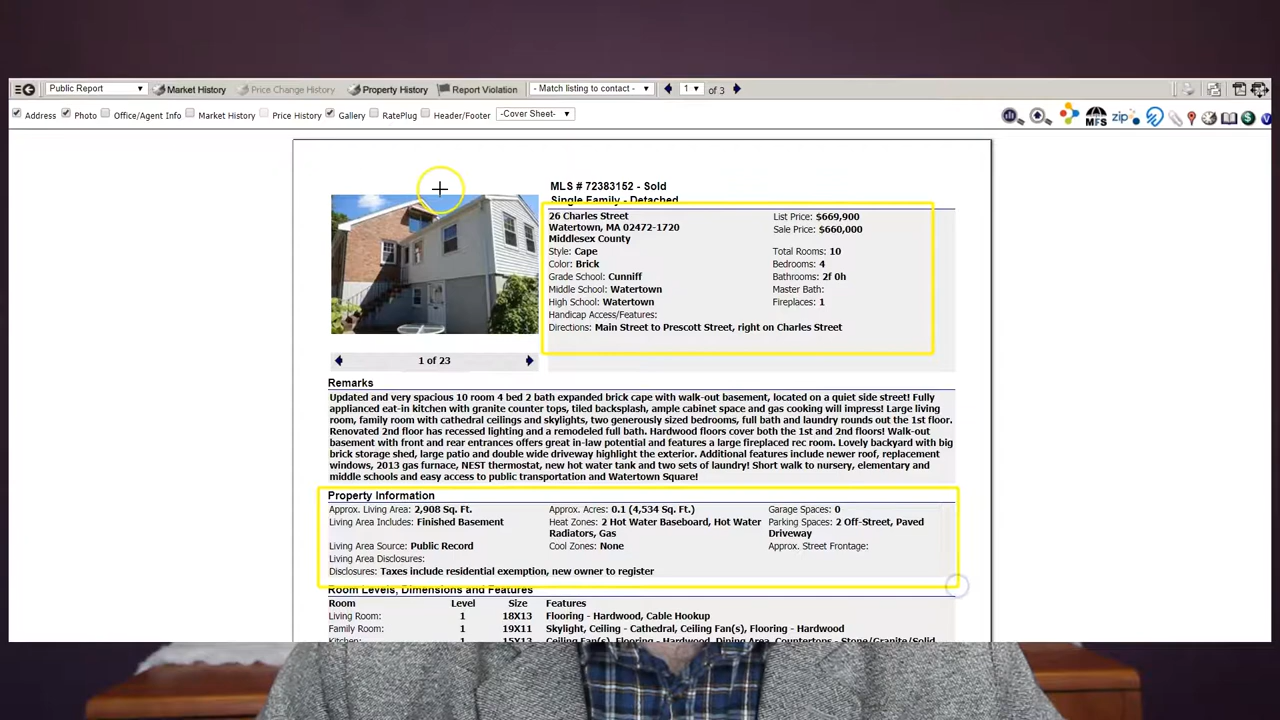 Public Report Market History Price Change History Property History Report Violation - Match listing to contact - 1 of 3
Address Photo Office/Agent Info Market History Price History Gallery RatePlug Header/Footer -Cover Sheet- MFS zip
MLS # 72383152 - Sold
Single Family - Detached
26 Charles Street List Price: $669,900
Watertown, MA 02472-1720 Sale Price: $660,000
Middlesex County
Style: Cape Total Rooms: 10
Color: Brick Bedrooms: 4
Grade School: Cunniff Bathrooms: 2f 0h
Middle School: Watertown Master Bath:
High School: Watertown Fireplaces: 1
Handicap Access/Features:
Directions: Main Street to Prescott Street, right on Charles Street
1 of 23
Remarks
Updated and very spacious 10 room 4 bed 2 bath expanded brick cape with walk-out basement, located on a quiet side street! Fully
applianced eat-in kitchen with granite counter tops, tiled backsplash, ample cabinet space and gas cooking will impress! Large living
room, family room with cathedral ceilings and skylights, two generously sized bedrooms, full bath and laundry rounds out the 1st floor.
Renovated 2nd floor has recessed lighting and a remodeled full bath. Hardwood floors cover both the 1st and 2nd floors! Walk-out
basement with front and rear entrances offers great in-law potential and features a large fireplaced rec room. Lovely backyard with big
brick storage shed, large patio and double wide driveway highlight the exterior. Additional features include newer roof, replacement
windows, 2013 gas furnace, NEST thermostat, new hot water tank and two sets of laundry! Short walk to nursery, elementary and
middle schools and easy access to public transportation and Watertown Square!
Property Information
Approx. Living Area: 2,908 Sq. Ft. Approx. Acres: 0.1 (4,534 Sq. Ft.) Garage Spaces: 0
Living Area Includes: Finished Basement Heat Zones: 2 Hot Water Baseboard, Hot Water Parking Spaces: 2 Off-Street, Paved
Radiators, Gas Driveway
Living Area Source: Public Record Cool Zones: None Approx. Street Frontage:
Living Area Disclosures:
Disclosures: Taxes include residential exemption, new owner to register
Room Levels, Dimensions and Features
Room Level Size Features
Living Room: 1 18X13 Flooring - Hardwood, Cable Hookup
Family Room: 1 19X11 Skylight, Ceiling - Cathedral, Ceiling Fan(s), Flooring - Hardwood
Kitchen: 1 15X13 Ceiling Fan(s), Flooring - Hardwood, Dining Area, Countertops - Stone/Granite/Solid